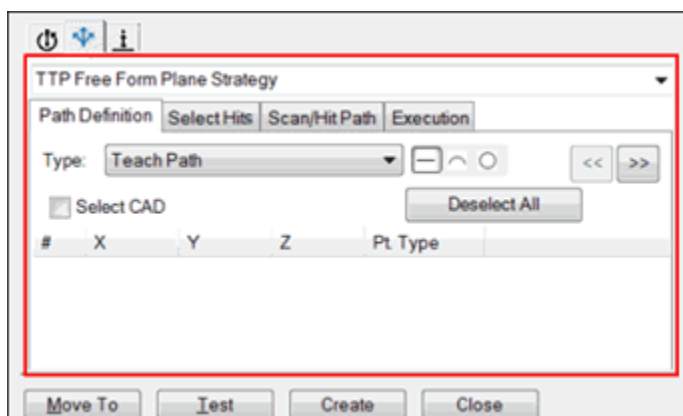 TTP Free Form Plane Strategy
Path Definition Select Hits Scan/Hit Path Execution
Type: Teach Path << >>
Select CAD Deselect All
# X Y Z Pt. Type
Move To Test Create Close